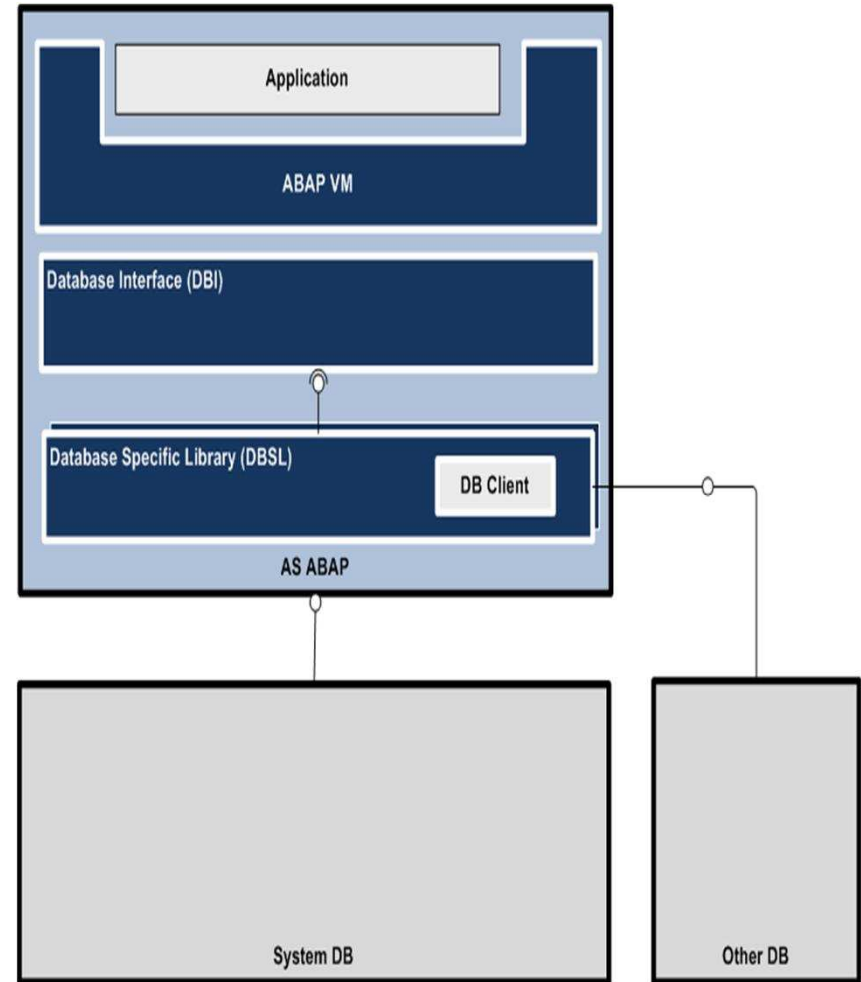 Application
ABAP VM
Database Interface (DBI)
Database Specific Library (DBSL)
DB Client
AS ABAP
System DB
Other DB